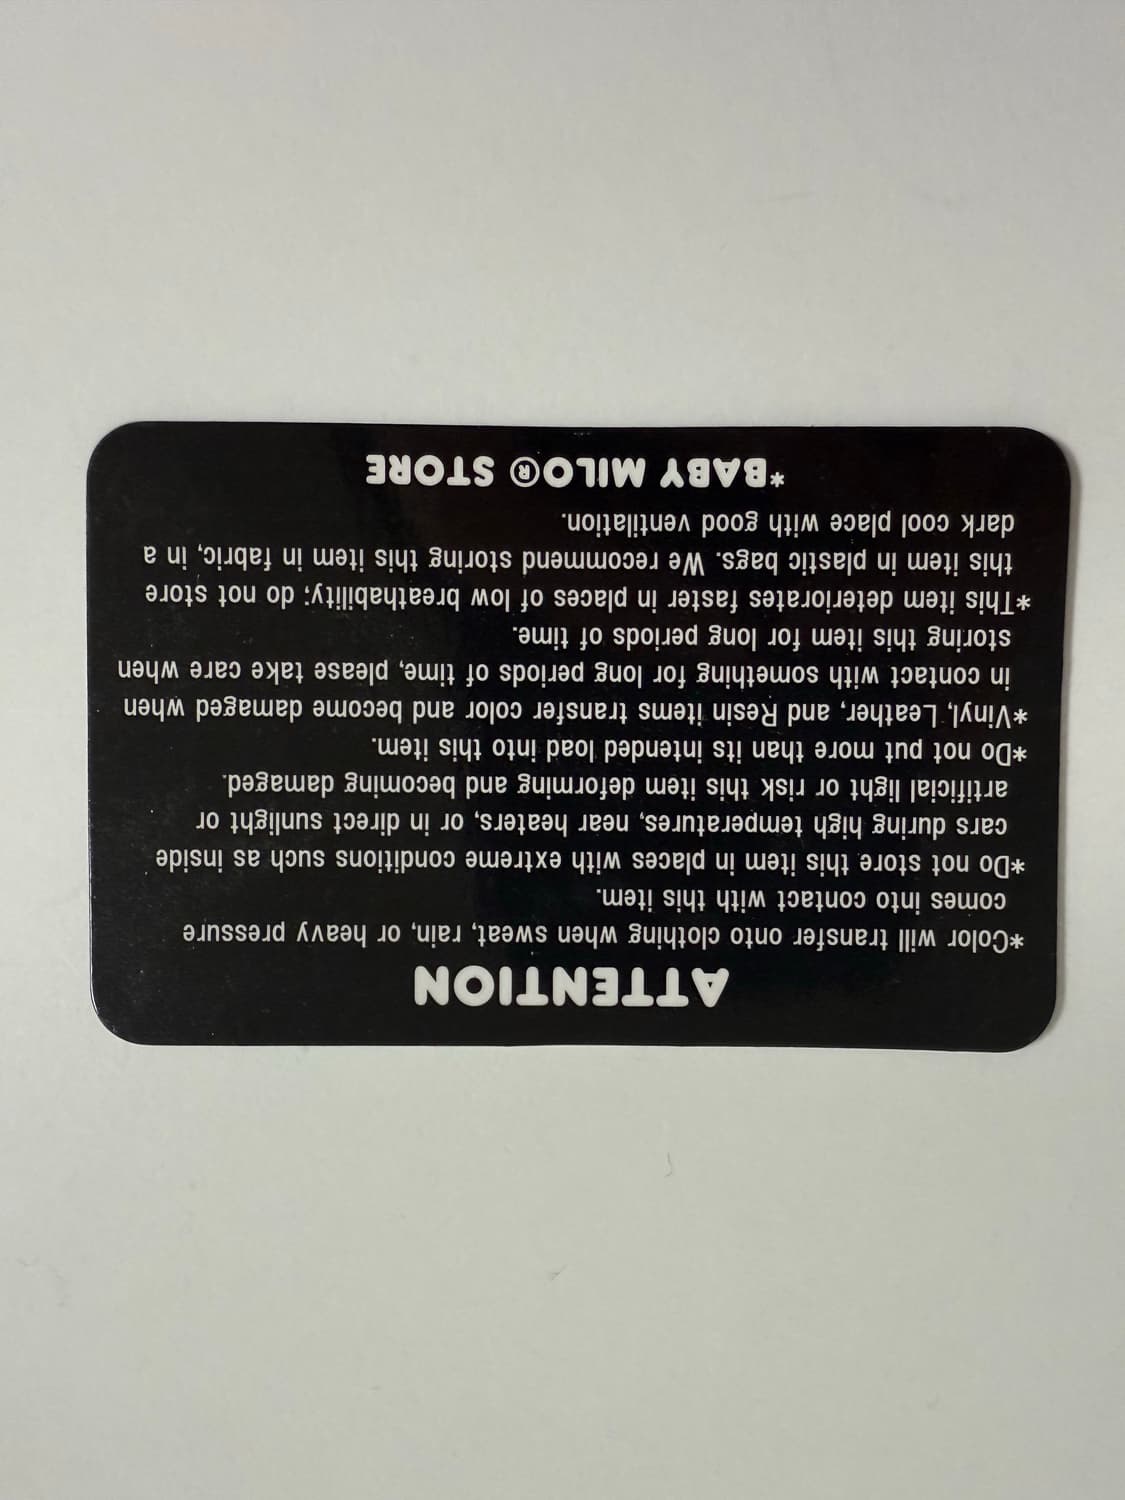 ATTENTION
*Color will transfer onto clothing when sweat, rain, or heavy pressure
comes into contact with this item.
*Do not store this item in places with extreme conditions such as inside
cars during high temperatures, near heaters, or in direct sunlight or
artificial light or risk this item deforming and becoming damaged.
*Do not put more than its intended load into this item.
*Vinyl, Leather, and Resin items transfer color and become damaged when
in contact with something for long periods of time, please take care when
storing this item for long periods of time.
*This item deteriorates faster in places of low breathability; do not store
this item in plastic bags. We recommend storing this item in fabric, in a
dark cool place with good ventilation.
*BABY MILO® STORE